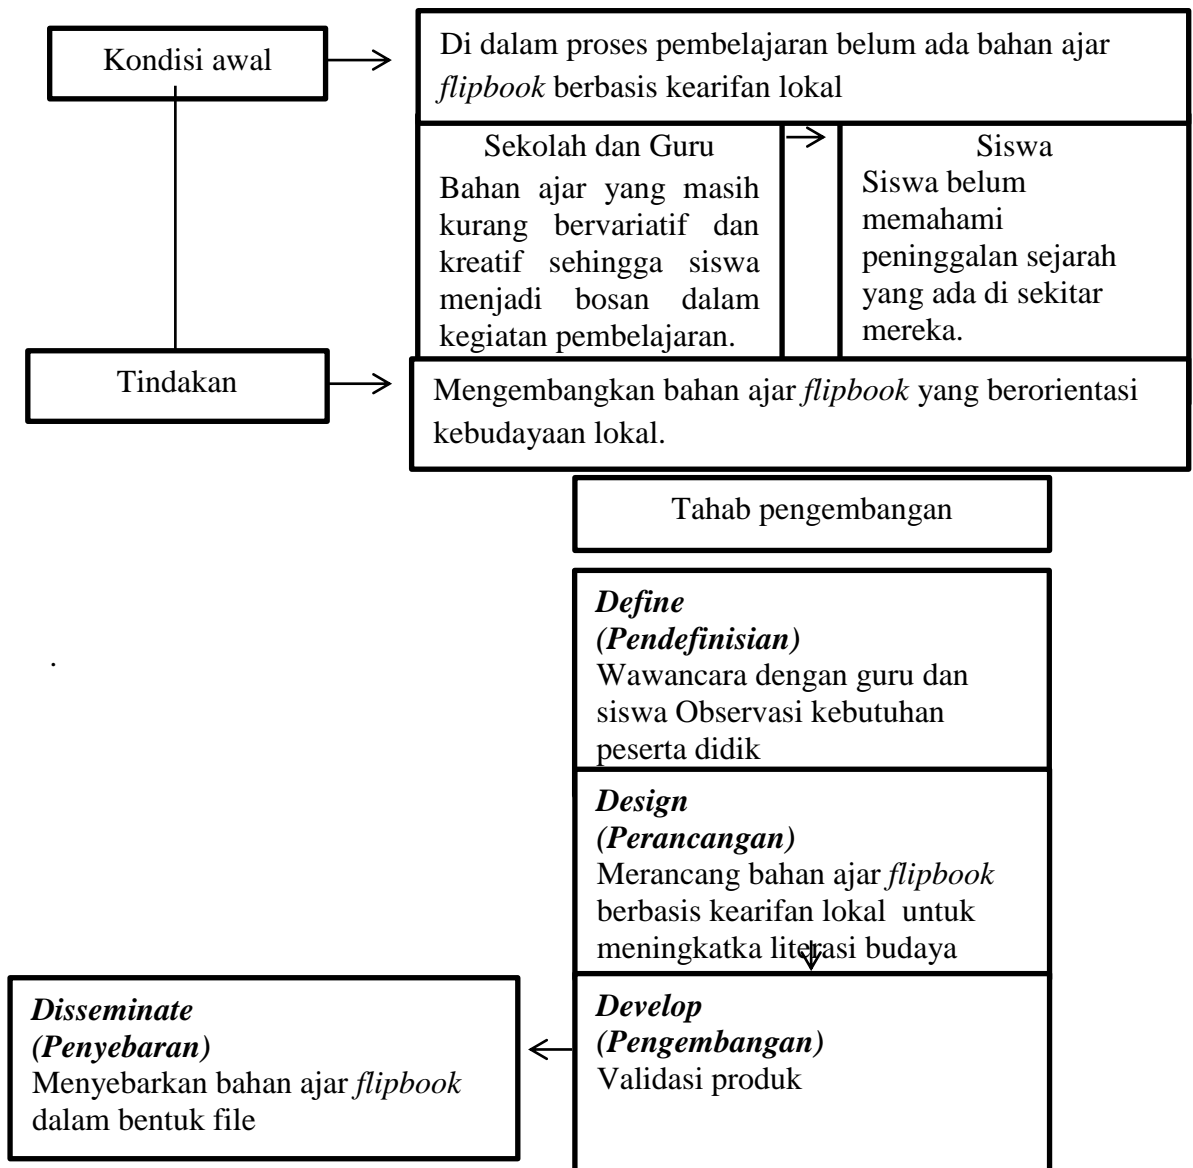 Kondisi awal
Di dalam proses pembelajaran belum ada bahan ajar
flipbook berbasis kearifan lokal
Sekolah dan Guru
Bahan ajar yang masih
kurang bervariatif dan
kreatif sehingga siswa
menjadi bosan dalam
kegiatan pembelajaran.
Siswa
Siswa belum
memahami
peninggalan sejarah
yang ada di sekitar
mereka.
Tindakan
Mengembangkan bahan ajar flipbook yang berorientasi
kebudayaan lokal.
Tahab pengembangan
Define
(Pendefinisian)
Wawancara dengan guru dan
siswa Observasi kebutuhan
peserta didik
.
Design
(Perancangan)
Merancang bahan ajar flipbook
berbasis kearifan lokal untuk
meningkatka literasi budaya
Develop
(Pengembangan)
Validasi produk
Disseminate
(Penyebaran)
Menyebarkan bahan ajar flipbook
dalam bentuk file